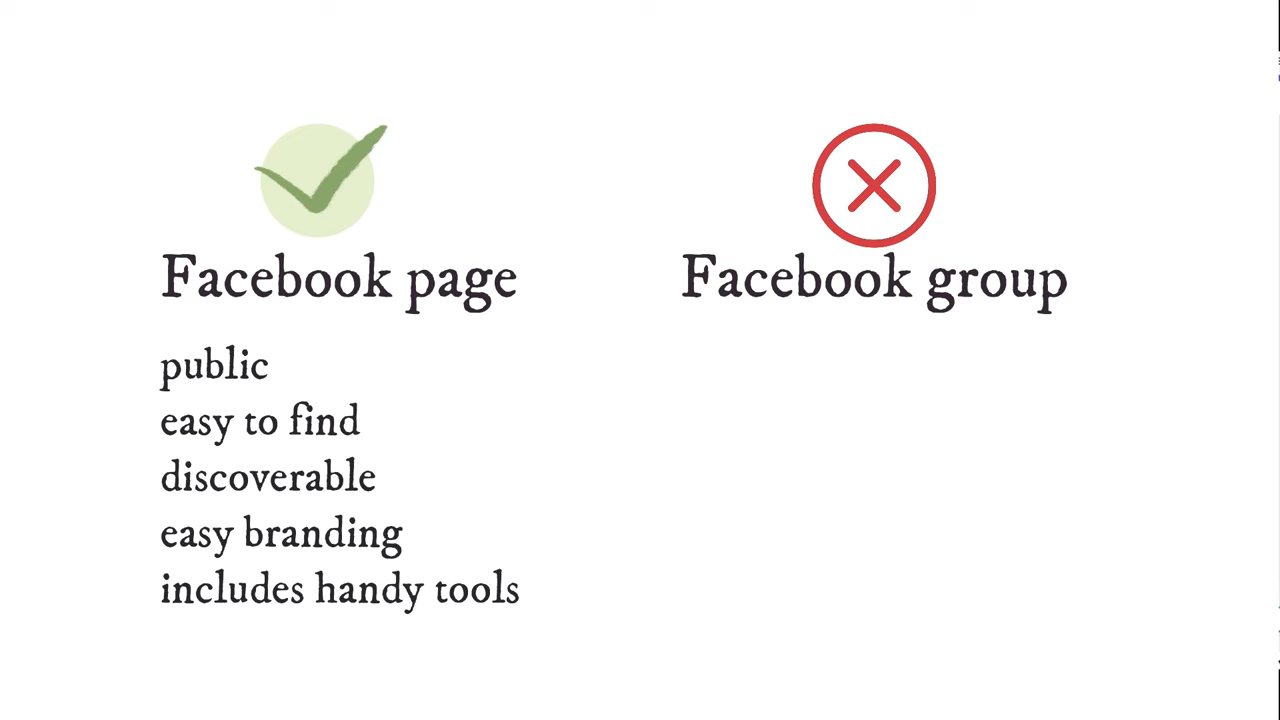 Facebook page
public
easy to find
discoverable
easy branding
includes handy tools
Facebook group